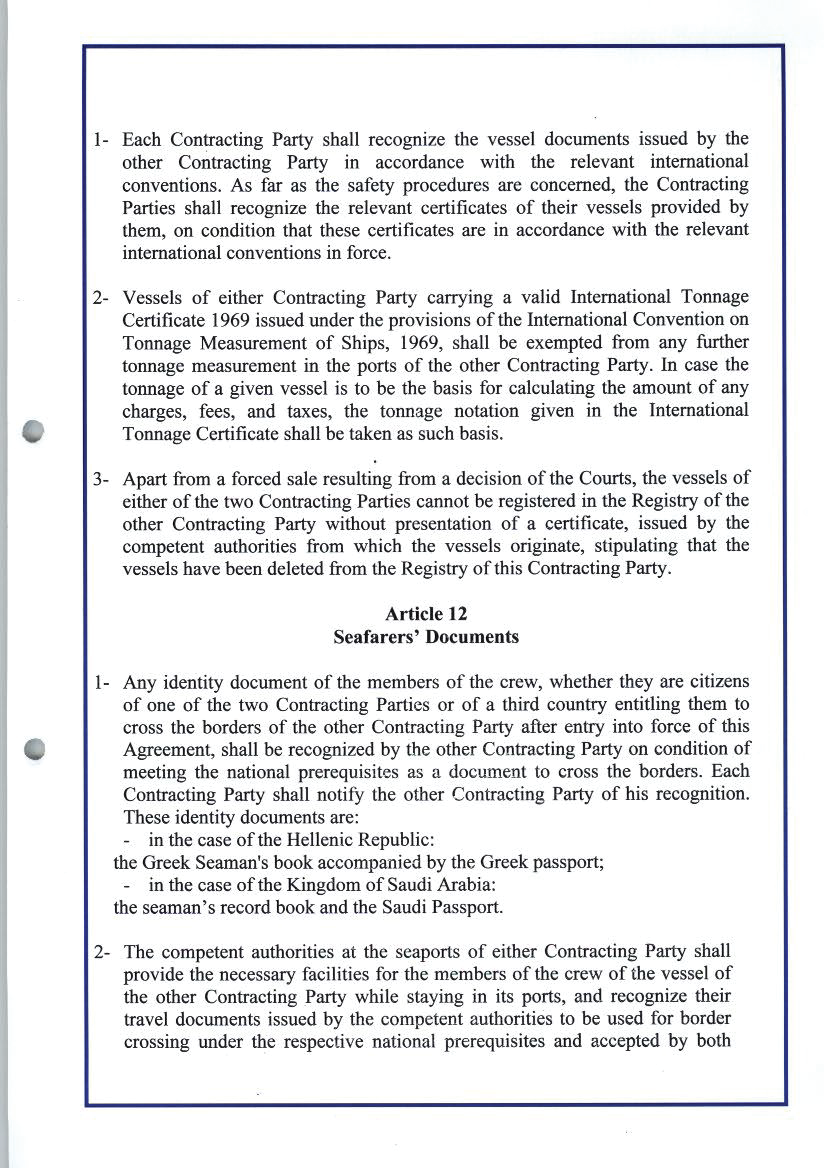 1- Each Contracting Party shall recognize the vessel documents issued by the
other Contracting Party in accordance with the relevant international
conventions. As far as the safety procedures are concerned, the Contracting
Parties shall recognize the relevant certificates of their vessels provided by
them, on condition that these certificates are in accordance with the relevant
international conventions in force.
2- Vessels of either Contracting Party carrying a valid International Tonnage
Certificate 1969 issued under the provisions of the International Convention on
Tonnage Measurement of Ships, 1969, shall be exempted from any further
tonnage measurement in the ports of the other Contracting Party. In case the
tonnage of a given vessel is to be the basis for calculating the amount of any
charges, fees, and taxes, the tonnage notation given in the International
Tonnage Certificate shall be taken as such basis.
3- Apart from a forced sale resulting from a decision of the Courts, the vessels of
either of the two Contracting Parties cannot be registered in the Registry of the
other Contracting Party without presentation of a certificate, issued by the
competent authorities from which the vessels originate, stipulating that the
vessels have been deleted from the Registry of this Contracting Party.
Article 12
Seafarers’ Documents
1- Any identity document of the members of the crew, whether they are citizens
of one of the two Contracting Parties or of a third country entitling them to
cross the borders of the other Contracting Party after entry into force of this
Agreement, shall be recognized by the other Contracting Party on condition of
meeting the national prerequisites as a document to cross the borders. Each
Contracting Party shall notify the other Contracting Party of his recognition.
These identity documents are:
- in the case of the Hellenic Republic:
the Greek Seaman's book accompanied by the Greek passport;
- in the case of the Kingdom of Saudi Arabia:
the seaman’s record book and the Saudi Passport.
2- The competent authorities at the seaports of either Contracting Party shall
provide the necessary facilities for the members of the crew of the vessel of
the other Contracting Party while staying in its ports, and recognize their
travel documents issued by the competent authorities to be used for border
crossing under the respective national prerequisites and accepted by both